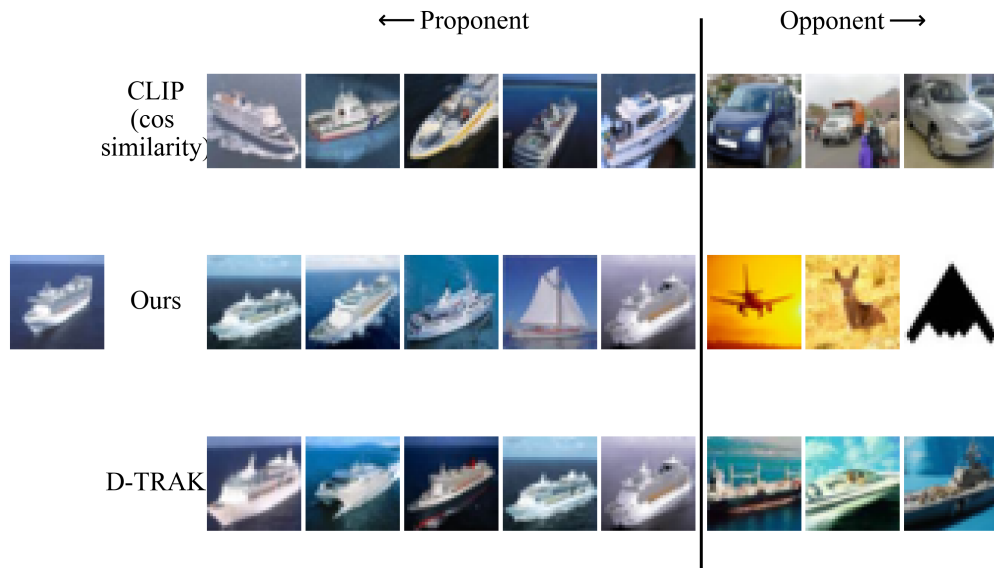 ← Proponent
Opponent →
CLIP
(cos
similarity)
Ours
D-TRAK